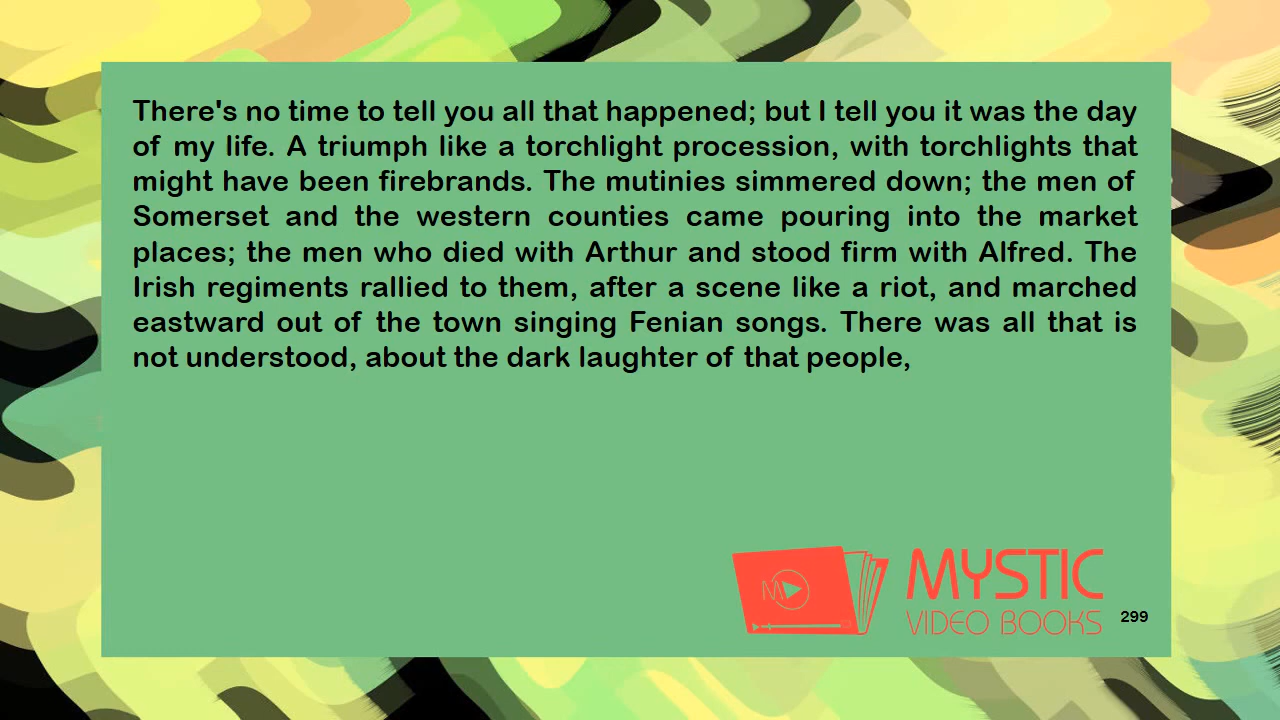 There's no time to tell you all that happened; but I tell you it was the day
of my life. A triumph like a torchlight procession, with torchlights that
might have been firebrands. The mutinies simmered down; the men of
Somerset and the western counties came pouring into the market
places; the men who died with Arthur and stood firm with Alfred. The
Irish regiments rallied to them, after a scene like a riot, and marched
eastward out of the town singing Fenian songs. There was all that is
not understood, about the dark laughter of that people,
M
MYSTIC
VIDEO BOOKS
299